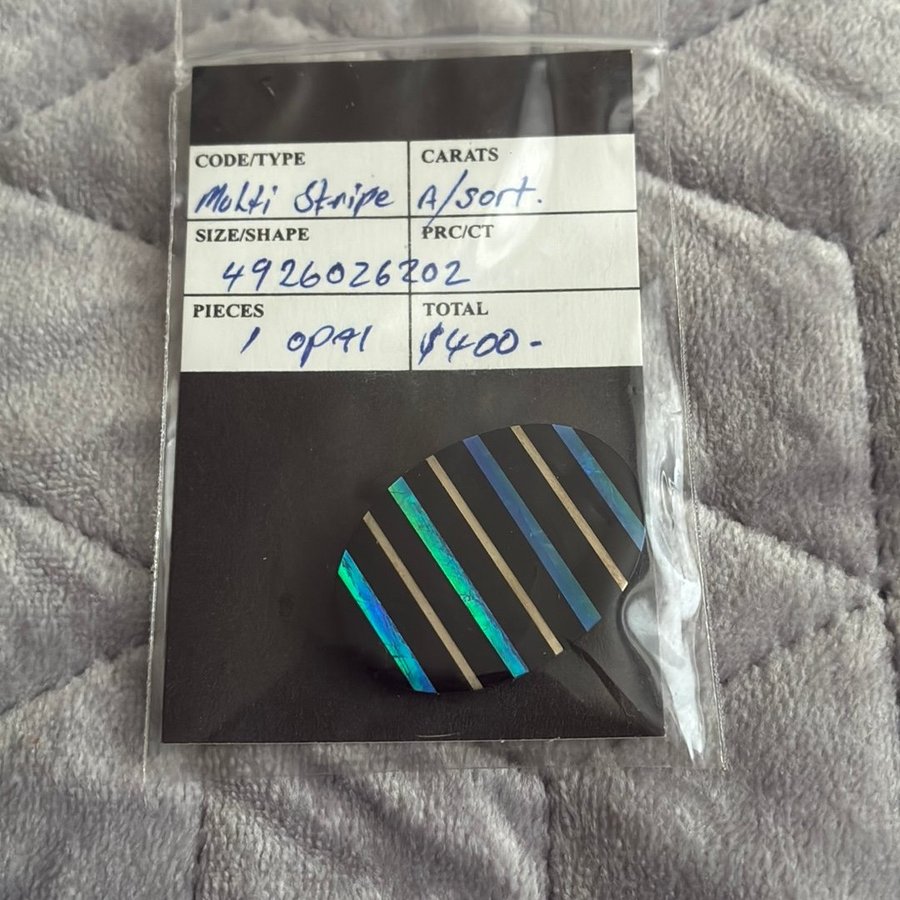 CODE/TYPE CARATS
Multi Stripe A/sort.
SIZE/SHAPE PRC/CT
4926026202
PIECES TOTAL
1 OPAl $400-